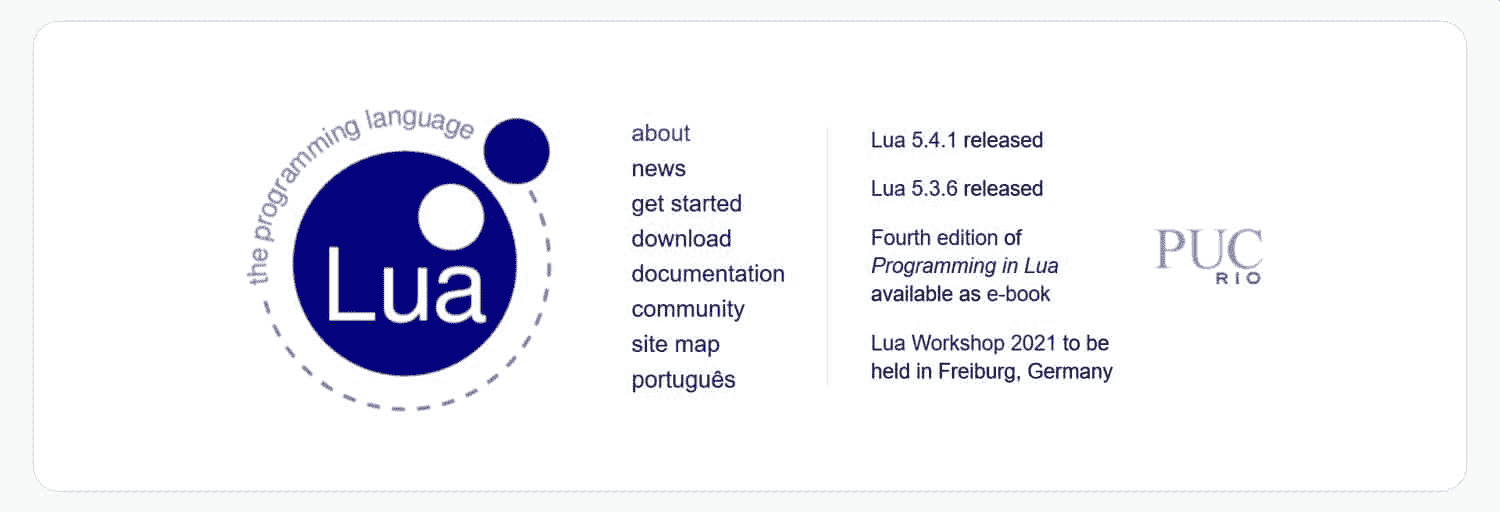 the programming language
Lua
about
news
get started
download
documentation
community
site map
português
Lua 5.4.1 released
Lua 5.3.6 released
Fourth edition of
Programming in Lua
available as e-book
Lua Workshop 2021 to be
held in Freiburg, Germany
PUC
RIO